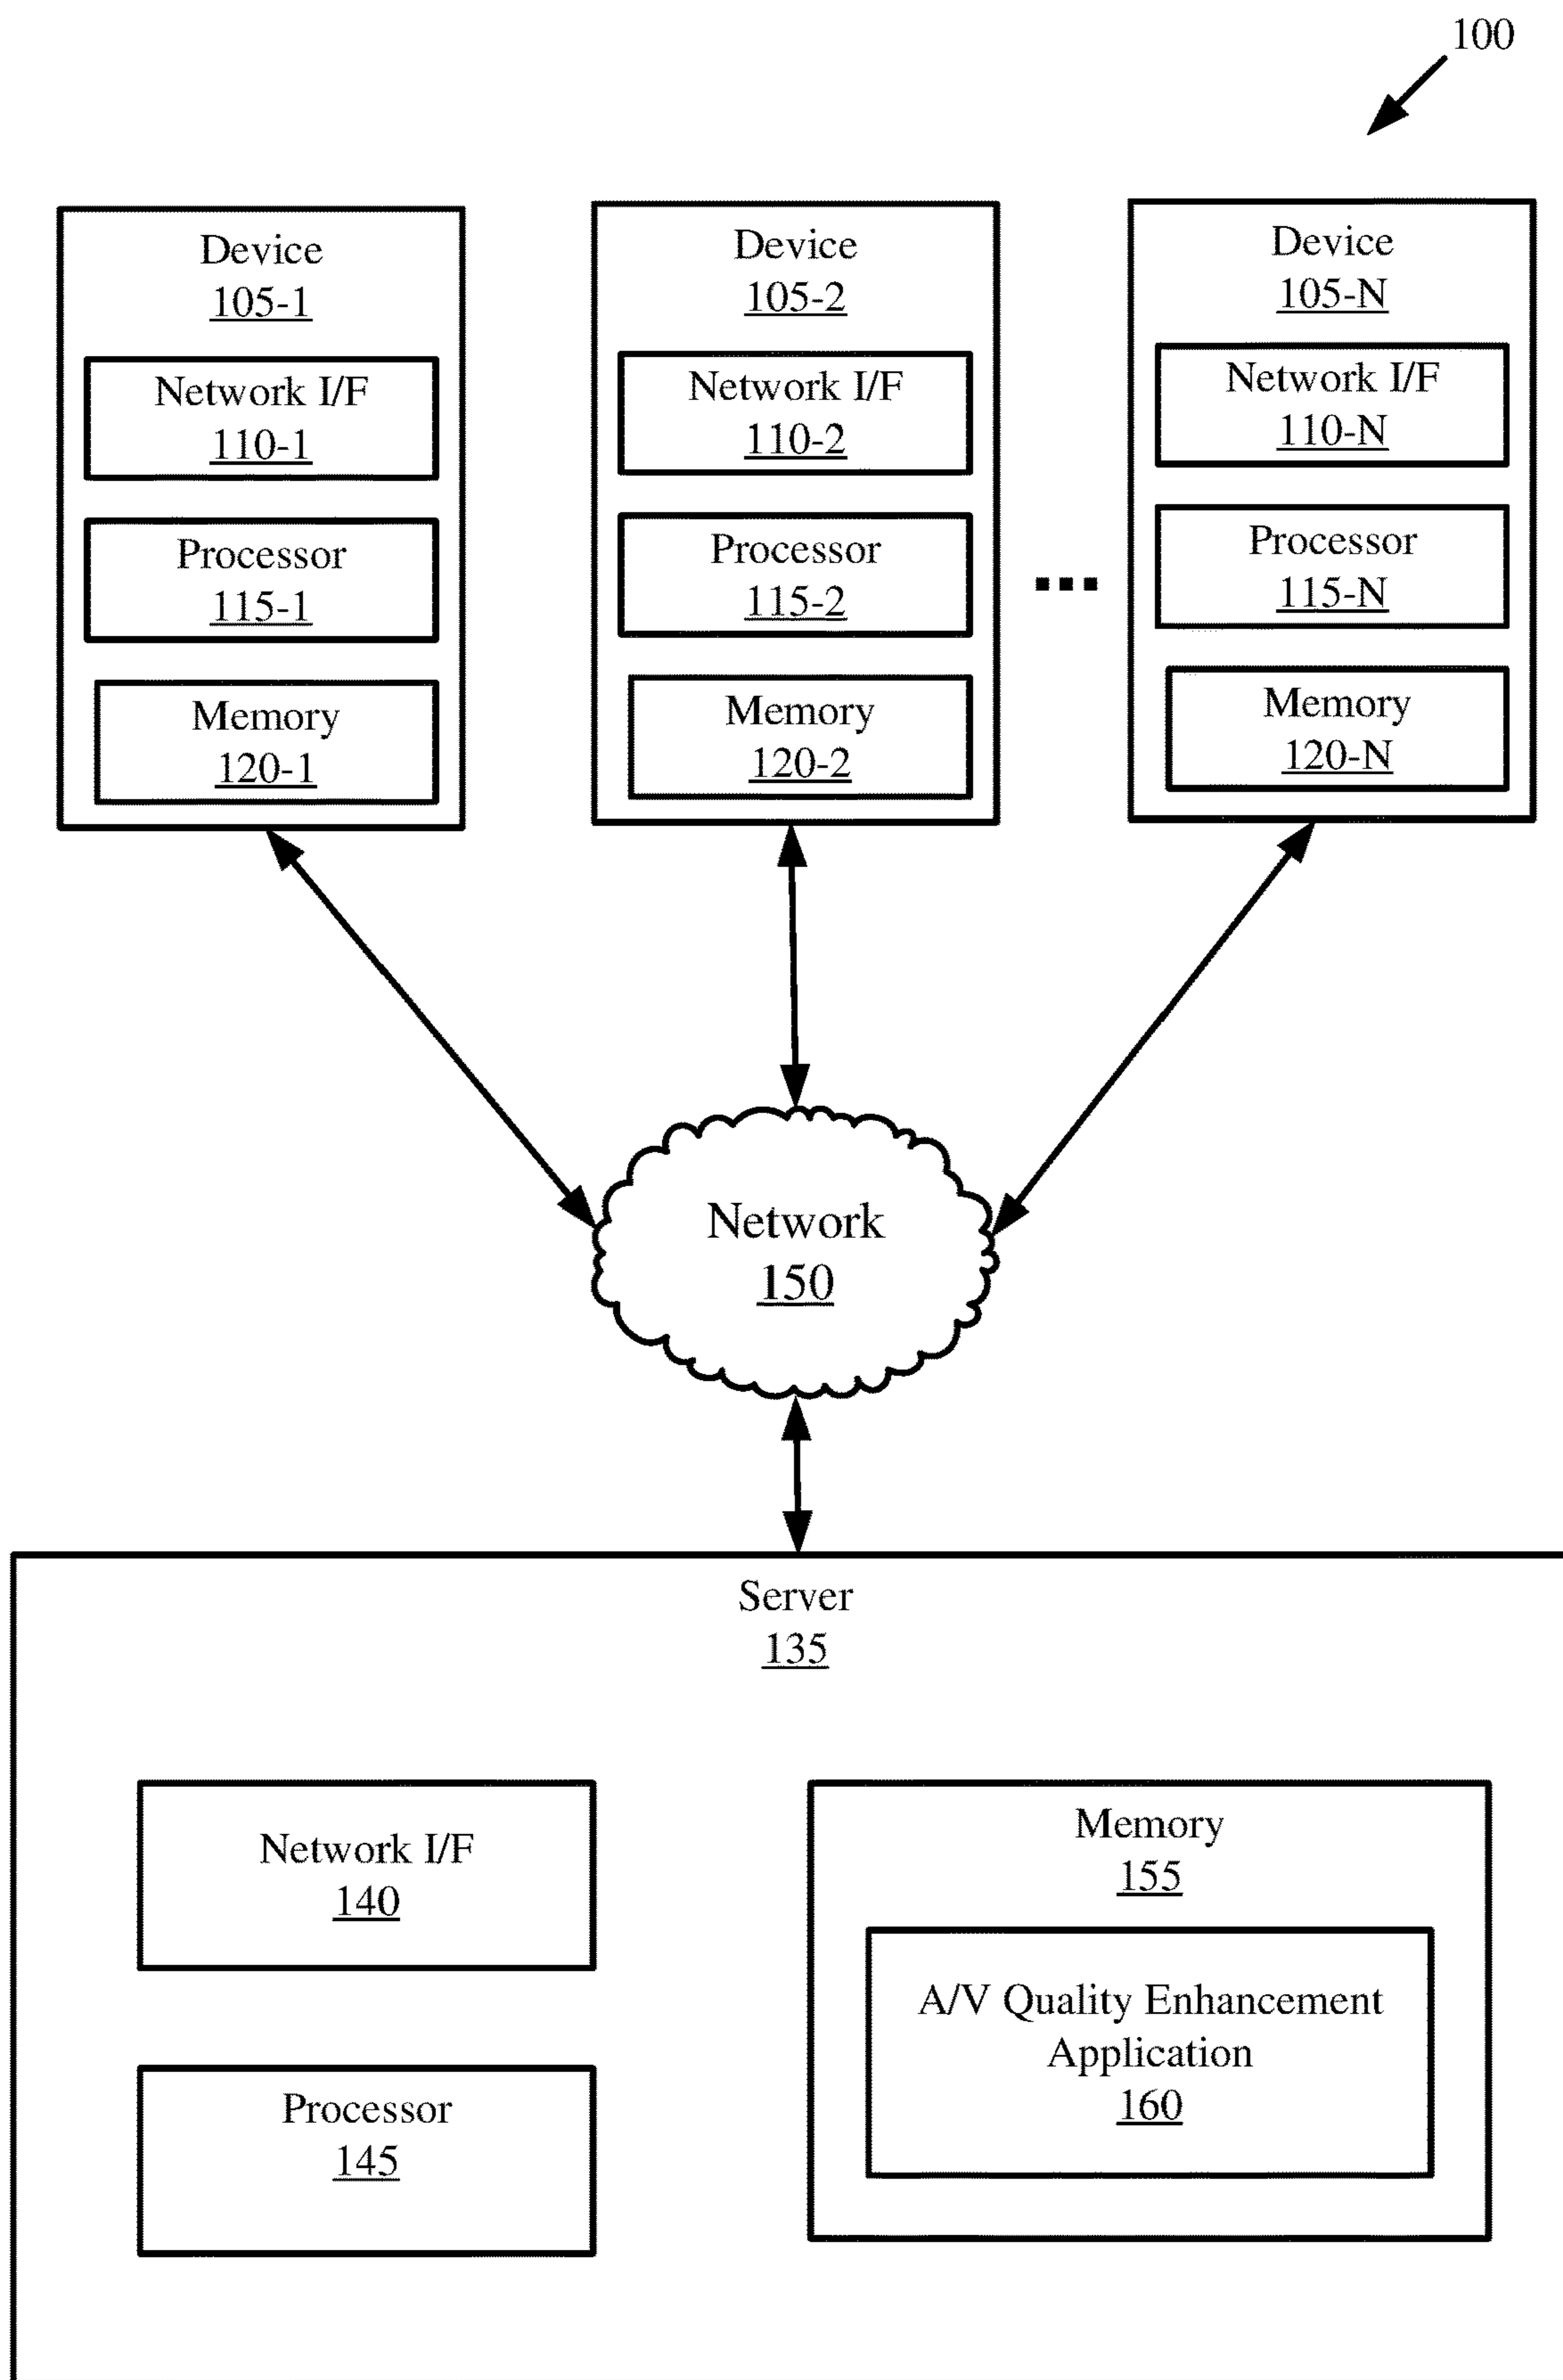 100
Device
105-1
Network I/F
110-1
Processor
115-1
Memory
120-1
Device
105-2
Network I/F
110-2
Processor
115-2
Memory
120-2
Device
105-N
Network I/F
110-N
Processor
115-N
Memory
120-N
Network
150
Server
135
Network I/F
140
Processor
145
Memory
155
A/V Quality Enhancement
Application
160